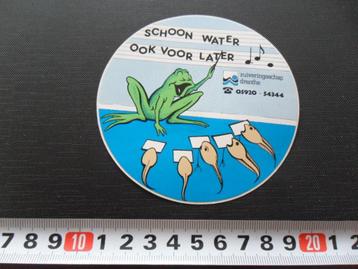 SCHOON WATER
OOK VOOR LATER
zuiveringsschap
drenthe
☎ 05920 - 54344
7 8 9 10 1 2 3 4 5 6 7 8 9 20 1 2